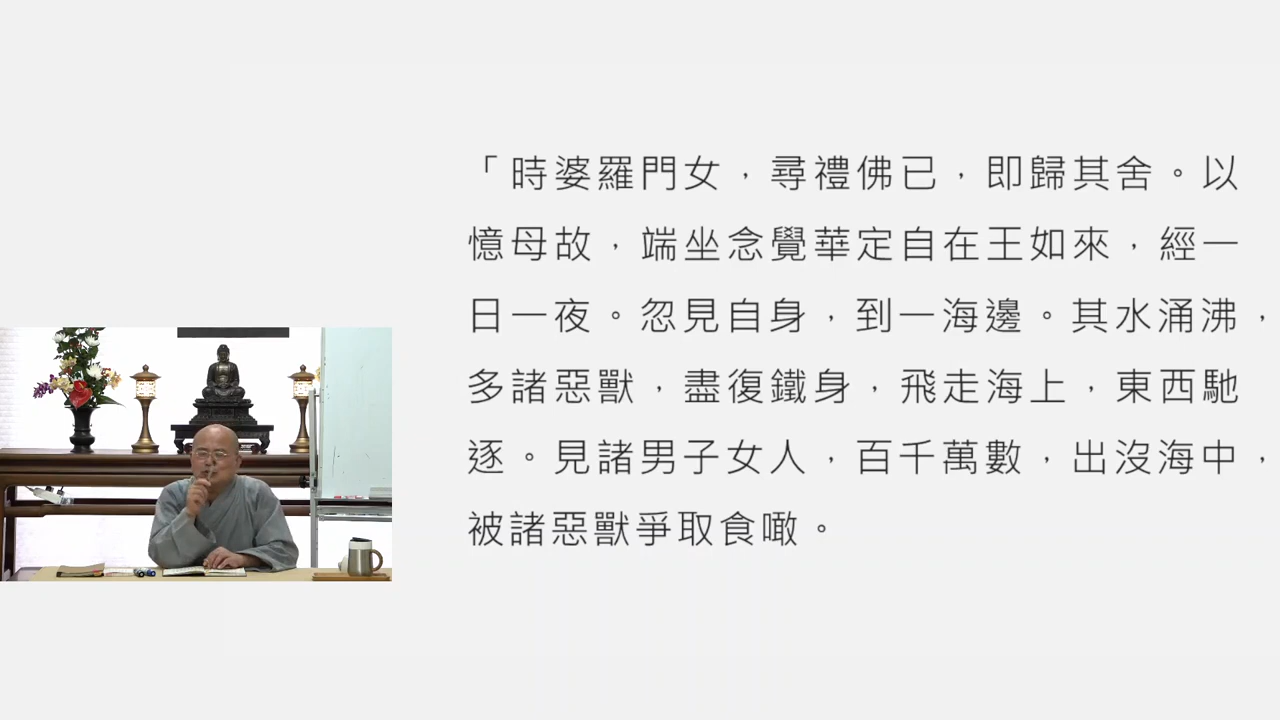 「時婆羅門女，尋禮佛已，即歸其舍。以
憶母故，端坐念覺華定自在王如來，經一
日一夜。忽見自身，到一海邊。其水涌沸，
多諸惡獸，盡復鐵身，飛走海上，東西馳
逐。見諸男子女人，百千萬數，出沒海中，
被諸惡獸爭取食噉。